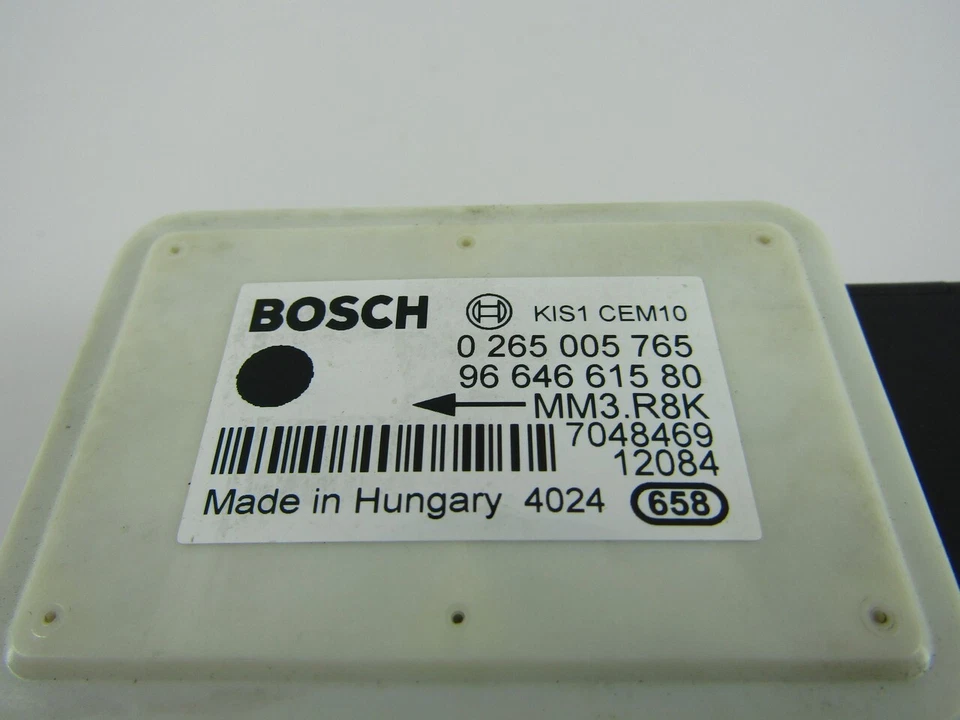 BOSCH KIS1 CEM10
0 265 005 765
96 646 615 80
MM3.R8K
7048469
12084
Made in Hungary 4024 658